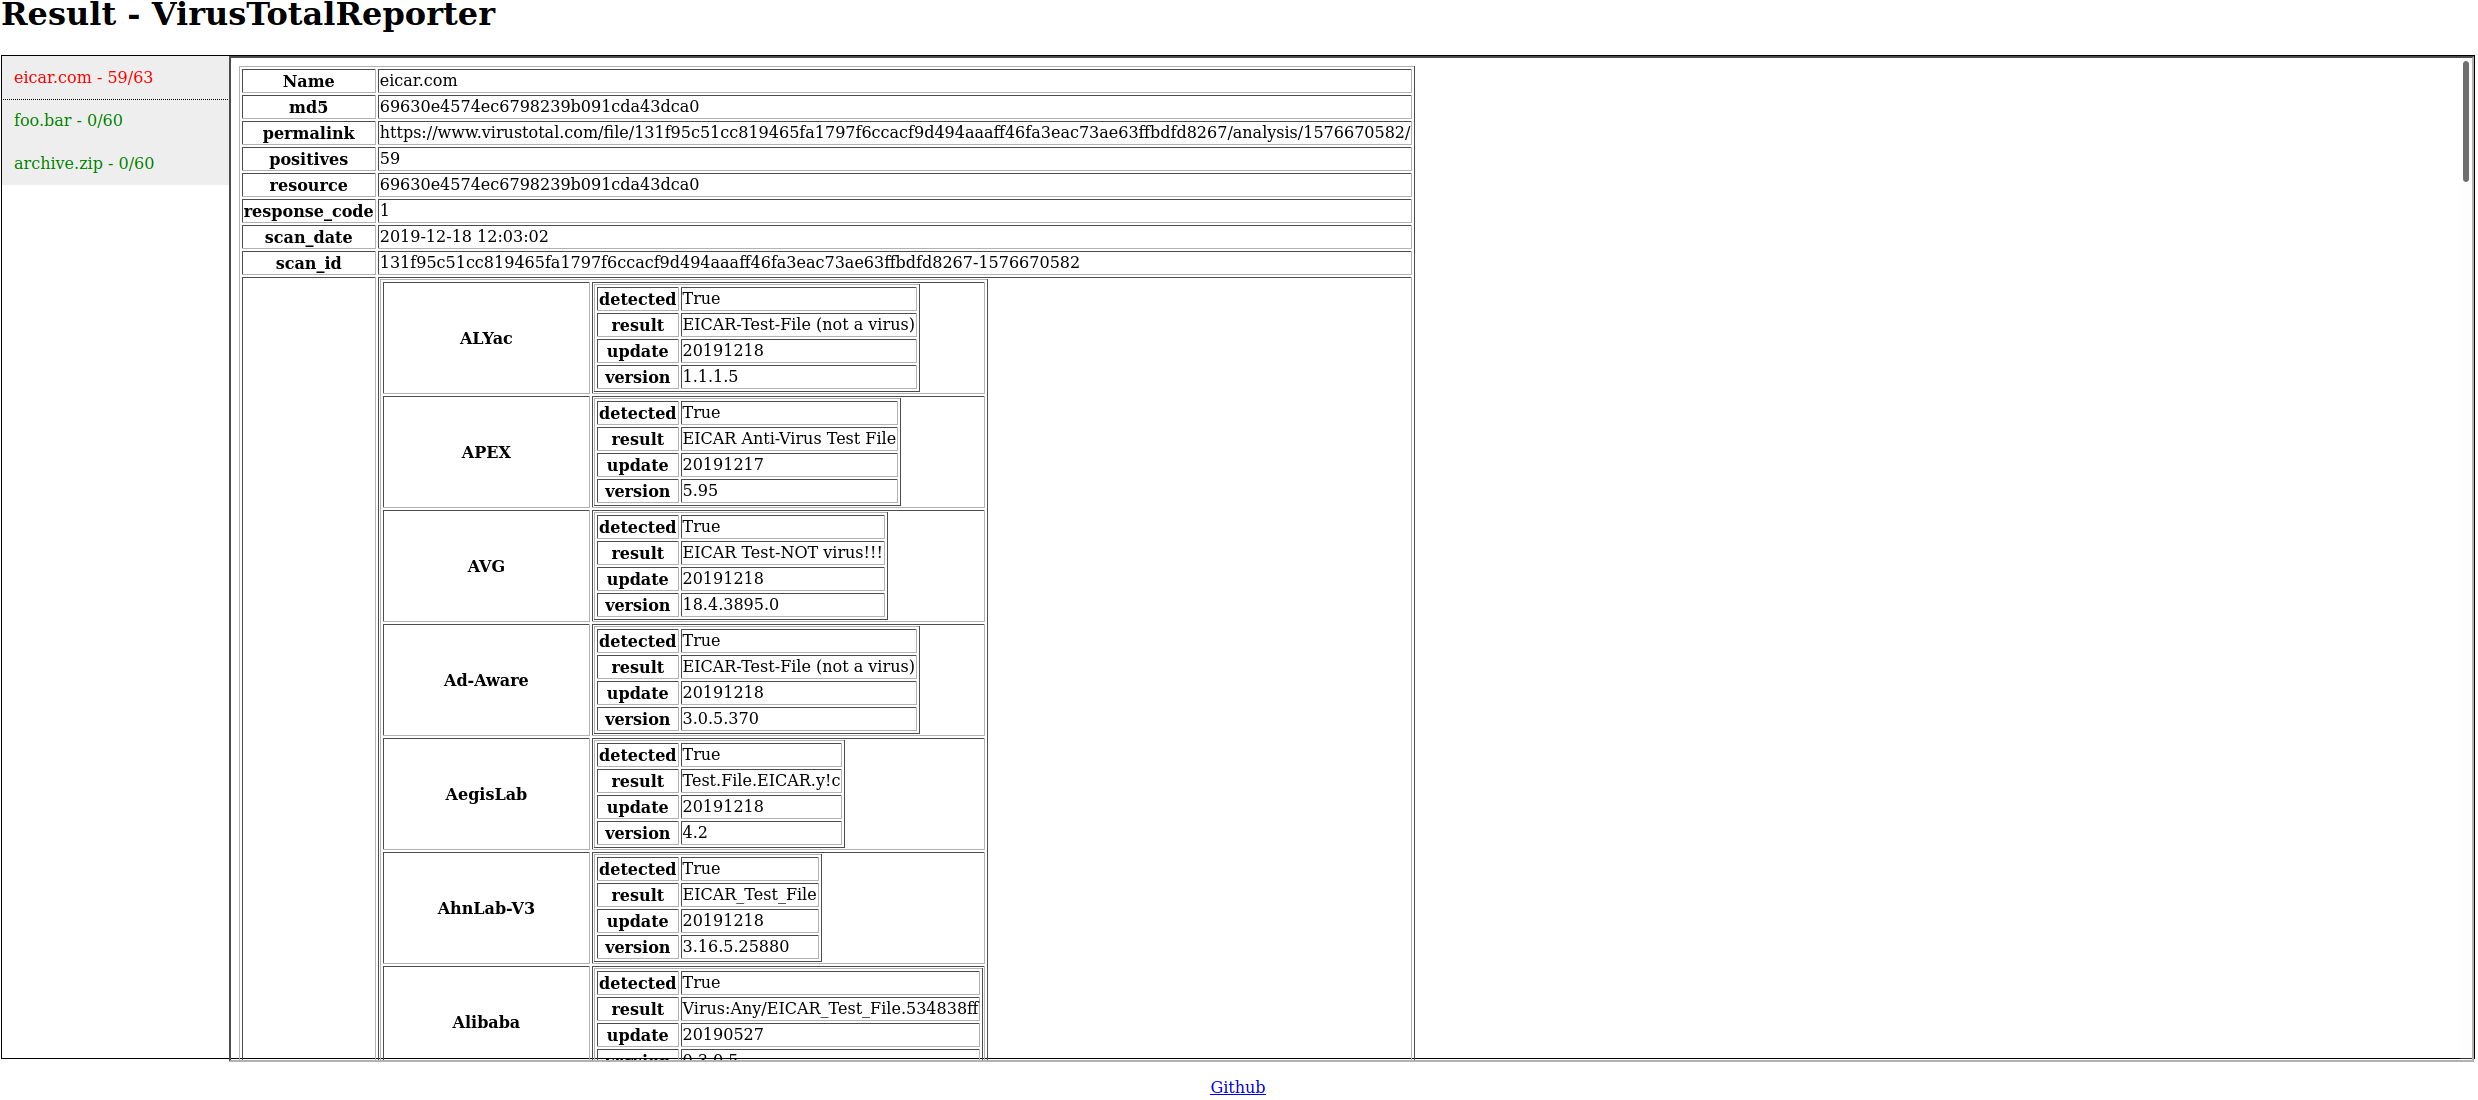 Result - VirusTotalReporter
eicar.com - 59/63
foo.bar - 0/60
archive.zip - 0/60
Name eicar.com
md5 69630e4574ec6798239b091cda43dca0
permalink https://www.virustotal.com/file/131f95c51cc819465fa1797f6ccacf9d494aaaff46fa3eac73ae63ffbdfd8267/analysis/1576670582/
positives 59
resource 69630e4574ec6798239b091cda43dca0
response_code 1
scan_date 2019-12-18 12:03:02
scan_id 131f95c51cc819465fa1797f6ccacf9d494aaaff46fa3eac73ae63ffbdfd8267-1576670582
ALYac
detected True
result EICAR-Test-File (not a virus)
update 20191218
version 1.1.1.5
APEX
detected True
result EICAR Anti-Virus Test File
update 20191217
version 5.95
AVG
detected True
result EICAR Test-NOT virus!!!
update 20191218
version 18.4.3895.0
Ad-Aware
detected True
result EICAR-Test-File (not a virus)
update 20191218
version 3.0.5.370
AegisLab
detected True
result Test.File.EICAR.y!c
update 20191218
version 4.2
AhnLab-V3
detected True
result EICAR_Test_File
update 20191218
version 3.16.5.25880
Alibaba
detected True
result Virus:Any/EICAR_Test_File.534838ff
update 20190527
version 0.3.0.5
Github